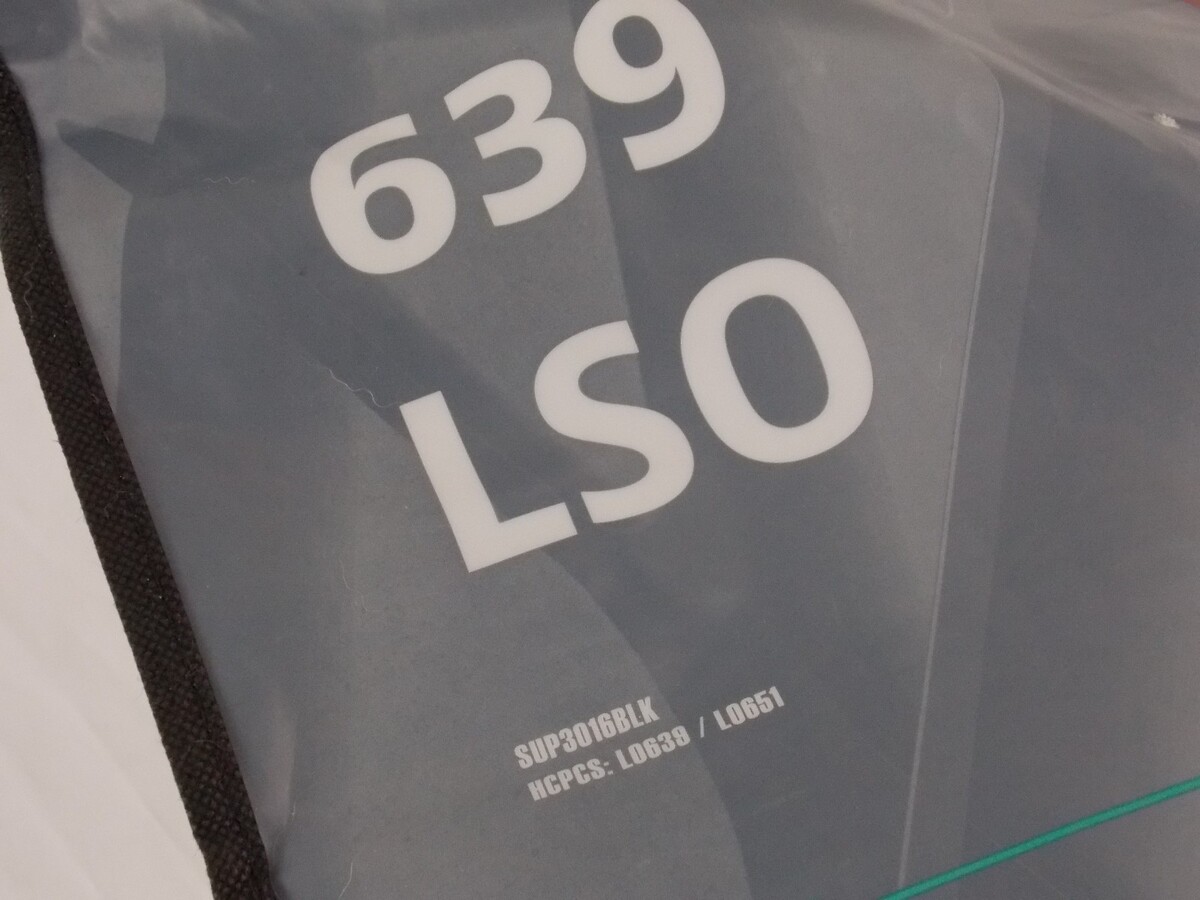 639
LSO
SUP3016BLK
HCPCS: L0639 / L0651